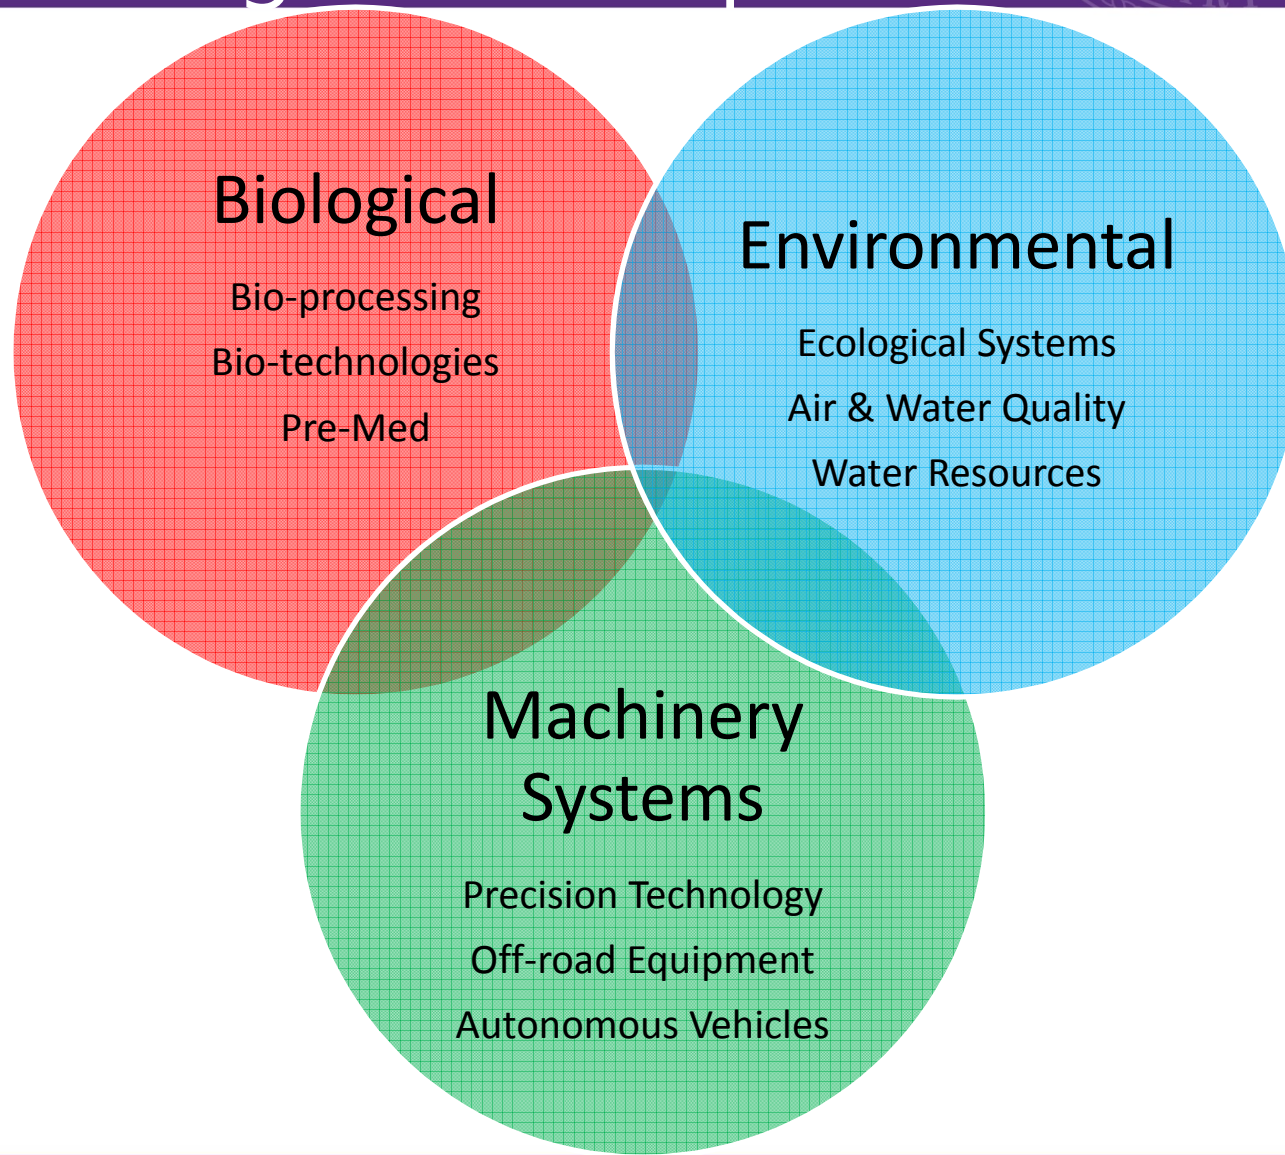 Biological
Bio-processing
Bio-technologies
Pre-Med
Environmental
Ecological Systems
Air & Water Quality
Water Resources
Machinery
Systems
Precision Technology
Off-road Equipment
Autonomous Vehicles